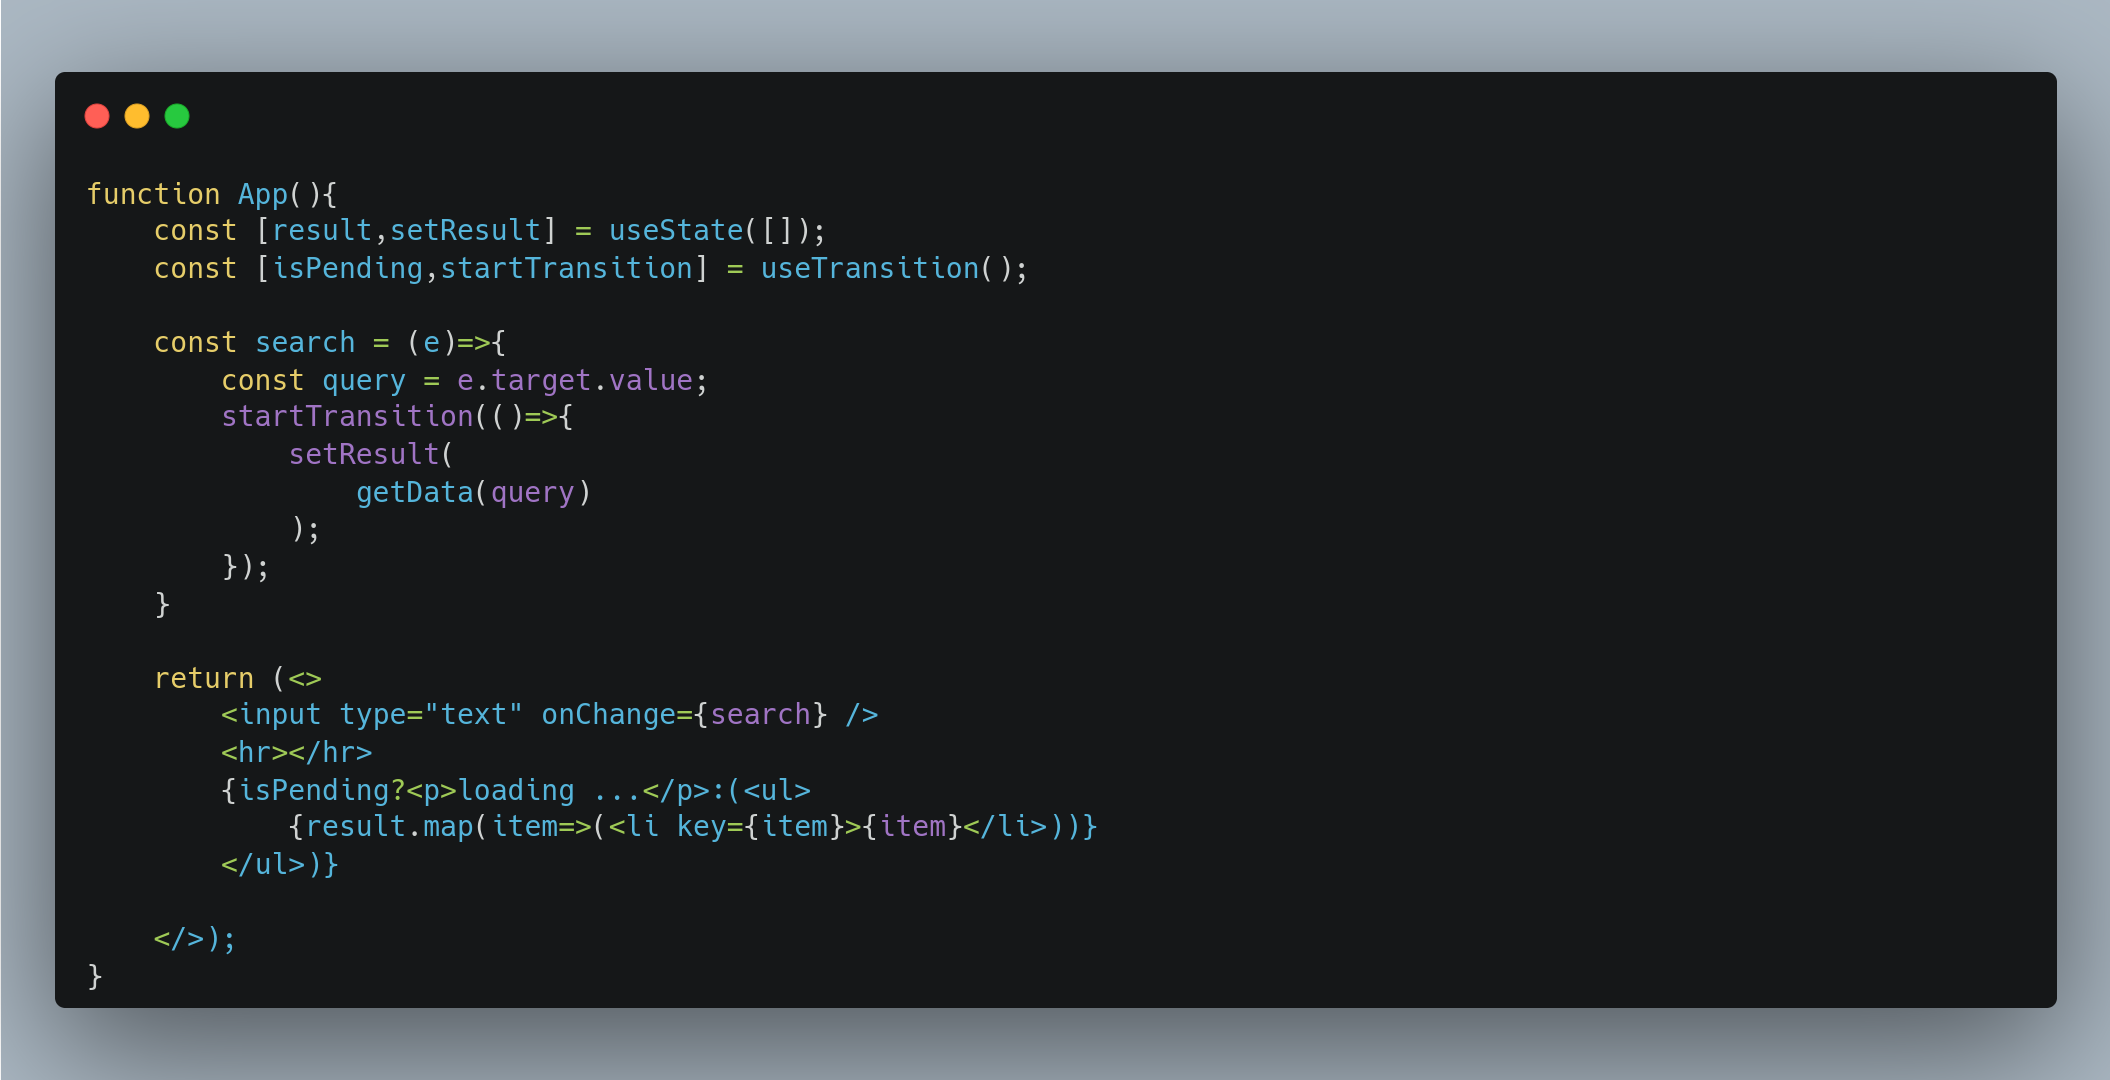 function App(){
    const [result,setResult] = useState([]);
    const [isPending,startTransition] = useTransition();
    const search = (e)=>{
        const query = e.target.value;
        startTransition(()=>{
            setResult(
                getData(query)
            );
        });
    }
    return (<>
        <input type="text" onChange={search} />
        <hr></hr>
        {isPending?<p>loading ...</p>:(<ul>
            {result.map(item=>(<li key={item}>{item}</li>))}
        </ul>)}
    </>);
}